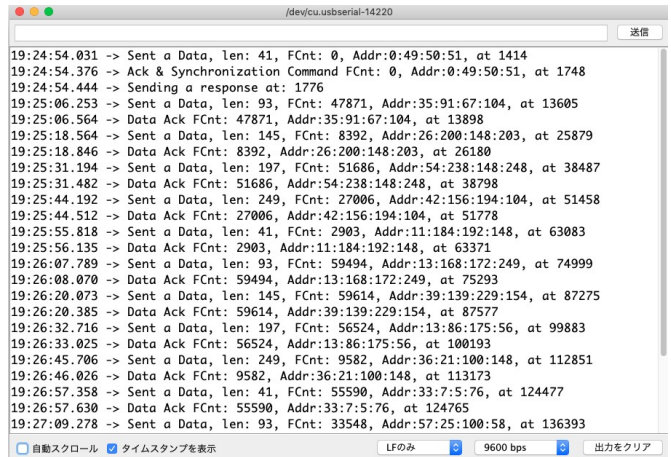 /dev/cu.usbserial-14220
送信
19:24:54.031 -> Sent a Data, len: 41, FCnt: 0, Addr:0:49:50:51, at 1414
19:24:54.376 -> Ack & Synchronization Command FCnt: 0, Addr:0:49:50:51, at 1748
19:24:54.444 -> Sending a response at: 1776
19:25:06.253 -> Sent a Data, len: 93, FCnt: 47871, Addr:35:91:67:104, at 13605
19:25:06.564 -> Data Ack FCnt: 47871, Addr:35:91:67:104, at 13898
19:25:18.564 -> Sent a Data, len: 145, FCnt: 8392, Addr:26:200:148:203, at 25879
19:25:18.846 -> Data Ack FCnt: 8392, Addr:26:200:148:203, at 26180
19:25:31.194 -> Sent a Data, len: 197, FCnt: 51686, Addr:54:238:148:248, at 38487
19:25:31.482 -> Data Ack FCnt: 51686, Addr:54:238:148:248, at 38798
19:25:44.192 -> Sent a Data, len: 249, FCnt: 27006, Addr:42:156:194:104, at 51458
19:25:44.512 -> Data Ack FCnt: 27006, Addr:42:156:194:104, at 51778
19:25:55.818 -> Sent a Data, len: 41, FCnt: 2903, Addr:11:184:192:148, at 63083
19:25:56.135 -> Data Ack FCnt: 2903, Addr:11:184:192:148, at 63371
19:26:07.789 -> Sent a Data, len: 93, FCnt: 59494, Addr:13:168:172:249, at 74999
19:26:08.070 -> Data Ack FCnt: 59494, Addr:13:168:172:249, at 75293
19:26:20.073 -> Sent a Data, len: 145, FCnt: 59614, Addr:39:139:229:154, at 87275
19:26:20.385 -> Data Ack FCnt: 59614, Addr:39:139:229:154, at 87577
19:26:32.716 -> Sent a Data, len: 197, FCnt: 56524, Addr:13:86:175:56, at 99883
19:26:33.025 -> Data Ack FCnt: 56524, Addr:13:86:175:56, at 100193
19:26:45.706 -> Sent a Data, len: 249, FCnt: 9582, Addr:36:21:100:148, at 112851
19:26:46.026 -> Data Ack FCnt: 9582, Addr:36:21:100:148, at 113173
19:26:57.358 -> Sent a Data, len: 41, FCnt: 55590, Addr:33:7:5:76, at 124477
19:26:57.630 -> Data Ack FCnt: 55590, Addr:33:7:5:76, at 124765
19:27:09.278 -> Sent a Data, len: 93, FCnt: 33548, Addr:57:25:100:58, at 136393
自動スクロール タイムスタンプを表示 LFのみ 9600 bps 出力をクリア